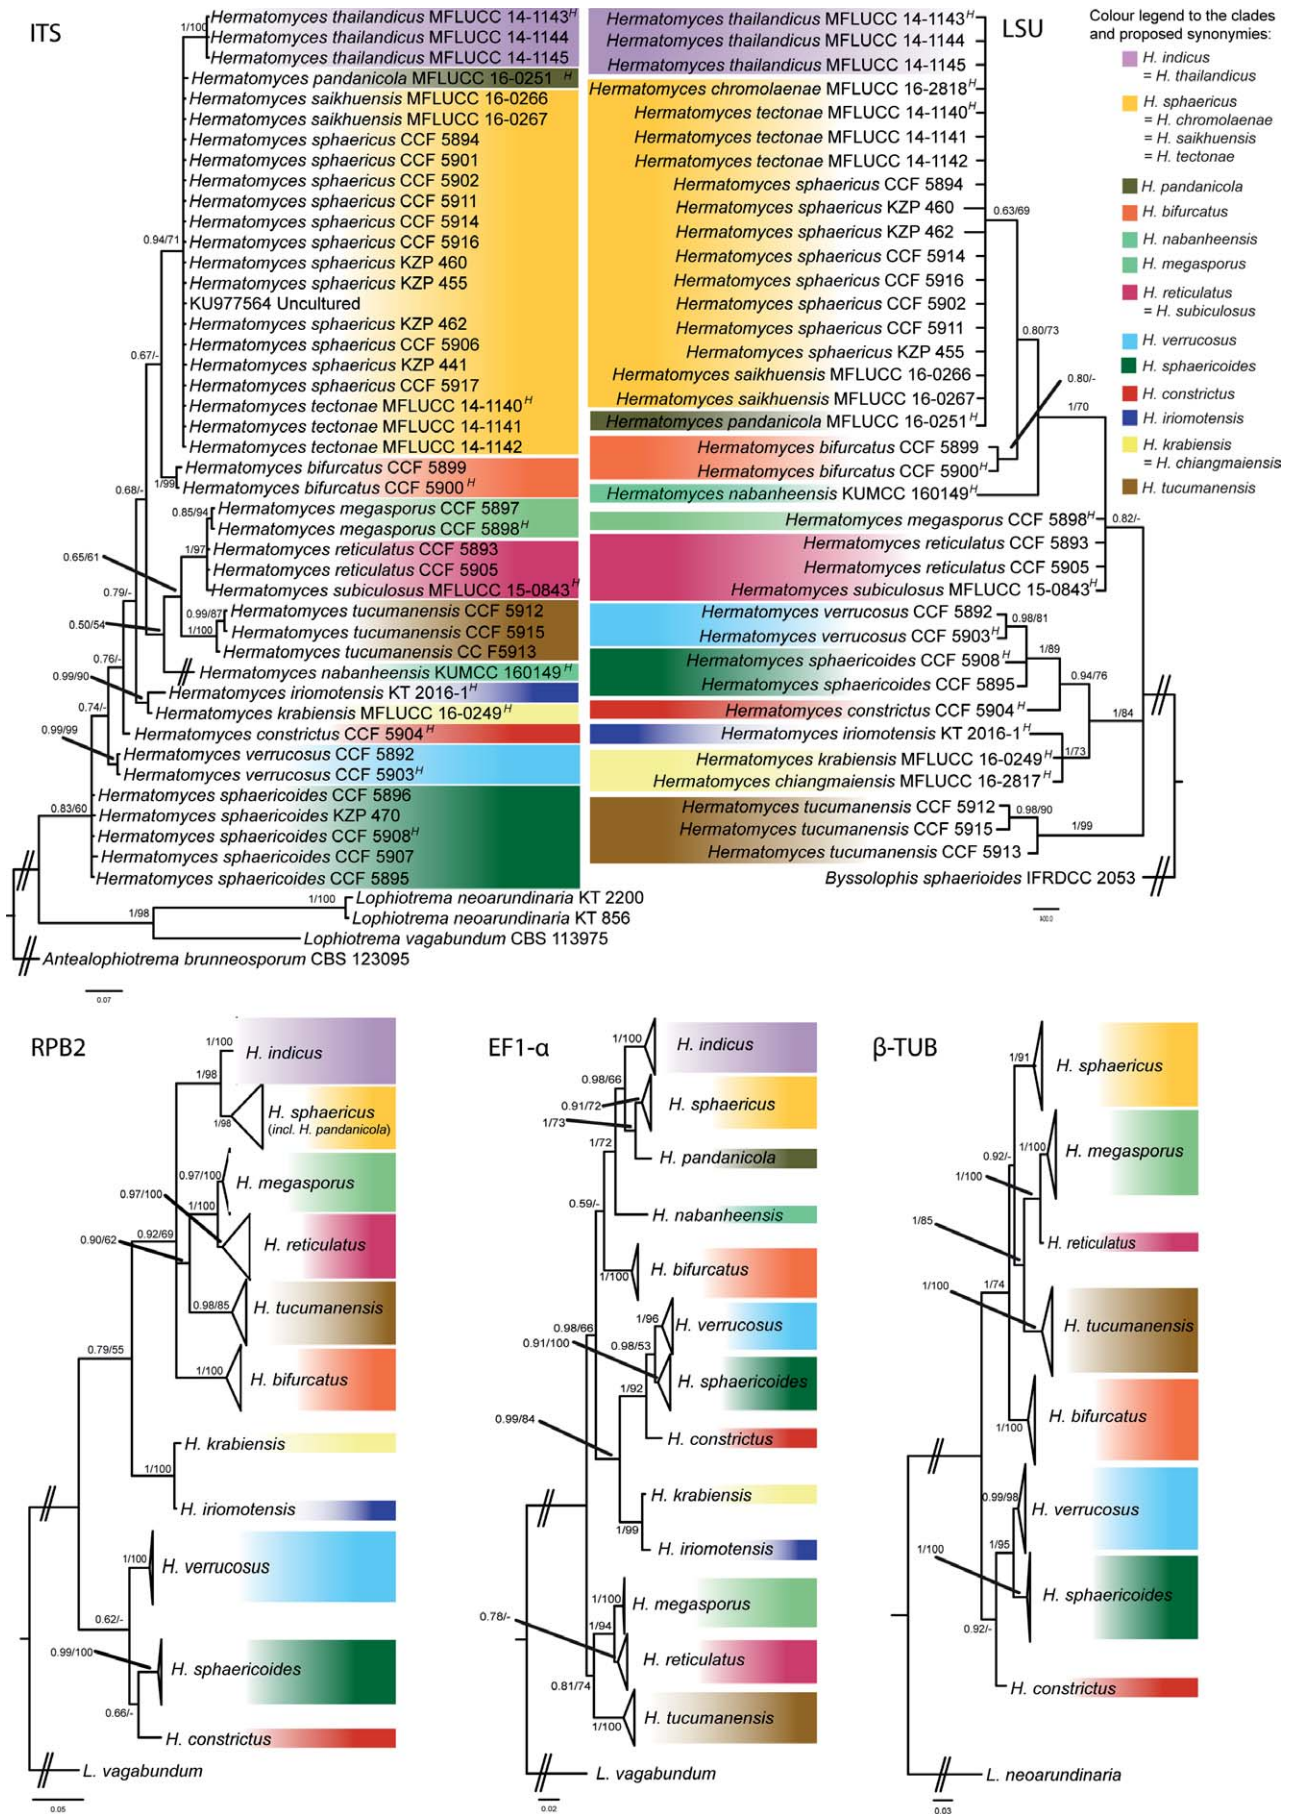 ITS
1/100
Hermatomyces thailandicus MFLUCC 14-1143 H
Hermatomyces thailandicus MFLUCC 14-1144
Hermatomyces thailandicus MFLUCC 14-1145
Hermatomyces pandanicola MFLUCC 16-0251 H
Hermatomyces saikhuensis MFLUCC 16-0266
Hermatomyces saikhuensis MFLUCC 16-0267
Hermatomyces sphaericus CCF 5894
Hermatomyces sphaericus CCF 5901
Hermatomyces sphaericus CCF 5902
Hermatomyces sphaericus CCF 5911
Hermatomyces sphaericus CCF 5914
Hermatomyces sphaericus CCF 5916
0.94/71
Hermatomyces sphaericus KZP 460
Hermatomyces sphaericus KZP 455
KU977564 Uncultured
Hermatomyces sphaericus KZP 462
Hermatomyces sphaericus CCF 5906
0.67/-
Hermatomyces sphaericus KZP 441
Hermatomyces sphaericus CCF 5917
Hermatomyces tectonae MFLUCC 14-1140 H
Hermatomyces tectonae MFLUCC 14-1141
Hermatomyces tectonae MFLUCC 14-1142
Hermatomyces bifurcatus CCF 5899
1/99
Hermatomyces bifurcatus CCF 5900 H
0.68/-
0.85/94
Hermatomyces megasporus CCF 5897
Hermatomyces megasporus CCF 5898 H
1/97
Hermatomyces reticulatus CCF 5893
0.65/61
Hermatomyces reticulatus CCF 5905
Hermatomyces subiculosus MFLUCC 15-0843 H
0.79/-
0.99/87
Hermatomyces tucumanensis CCF 5912
0.50/54
1/100
Hermatomyces tucumanensis CCF 5915
Hermatomyces tucumanensis CC F5913
0.76/-
Hermatomyces nabanheensis KUMCC 160149 H
0.99/90
Hermatomyces iriomotensis KT 2016-1 H
0.74/-
Hermatomyces krabiensis MFLUCC 16-0249 H
0.99/99
Hermatomyces constrictus CCF 5904 H
Hermatomyces verrucosus CCF 5892
Hermatomyces verrucosus CCF 5903 H
Hermatomyces sphaericoides CCF 5896
0.83/60
Hermatomyces sphaericoides KZP 470
Hermatomyces sphaericoides CCF 5908 H
Hermatomyces sphaericoides CCF 5907
Hermatomyces sphaericoides CCF 5895
1/100
Lophiotrema neoarundinaria KT 2200
1/98
Lophiotrema neoarundinaria KT 856
Lophiotrema vagabundum CBS 113975
Antealophiotrema brunneosporum CBS 123095
0.07
LSU
Hermatomyces thailandicus MFLUCC 14-1143 H
Hermatomyces thailandicus MFLUCC 14-1144
Hermatomyces thailandicus MFLUCC 14-1145
Hermatomyces chromolaenae MFLUCC 16-2818 H
Hermatomyces tectonae MFLUCC 14-1140 H
Hermatomyces tectonae MFLUCC 14-1141
Hermatomyces tectonae MFLUCC 14-1142
Hermatomyces sphaericus CCF 5894
Hermatomyces sphaericus KZP 460
0.63/69
Hermatomyces sphaericus KZP 462
Hermatomyces sphaericus CCF 5914
Hermatomyces sphaericus CCF 5916
Hermatomyces sphaericus CCF 5902
Hermatomyces sphaericus CCF 5911
0.80/73
Hermatomyces sphaericus KZP 455
Hermatomyces saikhuensis MFLUCC 16-0266
0.80/-
Hermatomyces saikhuensis MFLUCC 16-0267
1/70
Hermatomyces pandanicola MFLUCC 16-0251 H
Hermatomyces bifurcatus CCF 5899
Hermatomyces bifurcatus CCF 5900 H
Hermatomyces nabanheensis KUMCC 160149 H
Hermatomyces megasporus CCF 5898 H
0.82/-
Hermatomyces reticulatus CCF 5893
Hermatomyces reticulatus CCF 5905
Hermatomyces subiculosus MFLUCC 15-0843 H
Hermatomyces verrucosus CCF 5892
0.98/81
Hermatomyces verrucosus CCF 5903 H
1/89
Hermatomyces sphaericoides CCF 5908 H
0.94/76
Hermatomyces sphaericoides CCF 5895
Hermatomyces constrictus CCF 5904 H
1/84
Hermatomyces iriomotensis KT 2016-1 H
1/73
Hermatomyces krabiensis MFLUCC 16-0249 H
Hermatomyces chiangmaiensis MFLUCC 16-2817 H
Hermatomyces tucumanensis CCF 5912
0.98/90
Hermatomyces tucumanensis CCF 5915
1/99
Hermatomyces tucumanensis CCF 5913
Byssolophis sphaerioides IFRDCC 2053
Colour legend to the clades
and proposed synonymies:
H. indicus
= H. thailandicus
H. sphaericus
= H. chromolaenae
= H. saikhuensis
= H. tectonae
H. pandanicola
H. bifurcatus
H. nabanheensis
H. megasporus
H. reticulatus
= H. subiculosus
H. verrucosus
H. sphaericoides
H. constrictus
H. iriomotensis
H. krabiensis
= H. chiangmaiensis
H. tucumanensis
RPB2
1/100
H. indicus
1/98
H. sphaericus
(incl. H. pandanicola)
1/98
0.97/100
H. megasporus
0.97/100
1/100
0.92/69
0.90/62
H. reticulatus
0.98/85
H. tucumanensis
0.79/55
1/100
H. bifurcatus
H. krabiensis
1/100
H. iriomotensis
1/100
H. verrucosus
0.62/-
0.99/100
H. sphaericoides
0.66/-
H. constrictus
L. vagabundum
0.05
EF1-α
1/100
H. indicus
0.98/66
0.91/72
H. sphaericus
1/73
1/72
H. pandanicola
0.59/-
H. nabanheensis
1/100
H. bifurcatus
0.98/66
1/96
H. verrucosus
0.91/100
0.98/53
1/92
H. sphaericoides
0.99/84
H. constrictus
H. krabiensis
1/99
H. iriomotensis
1/100
H. megasporus
0.78/-
1/94
H. reticulatus
0.81/74
1/100
H. tucumanensis
L. vagabundum
0.02
β-TUB
1/91
H. sphaericus
0.92/-
1/100
H. megasporus
1/100
1/85
H. reticulatus
1/74
1/100
H. tucumanensis
1/100
H. bifurcatus
0.99/98
H. verrucosus
1/95
1/100
H. sphaericoides
0.92/-
H. constrictus
L. neoarundinaria
0.03